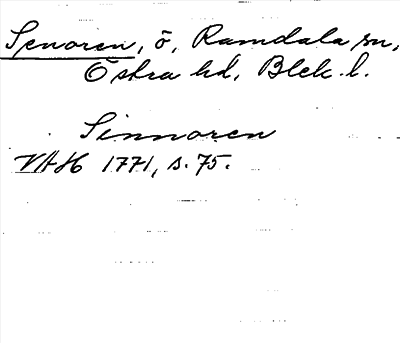 Senoren, ö, Ramdala sn,
Östra hd, Blek. l.
Sinnoren
VAH 1771, s. 75.